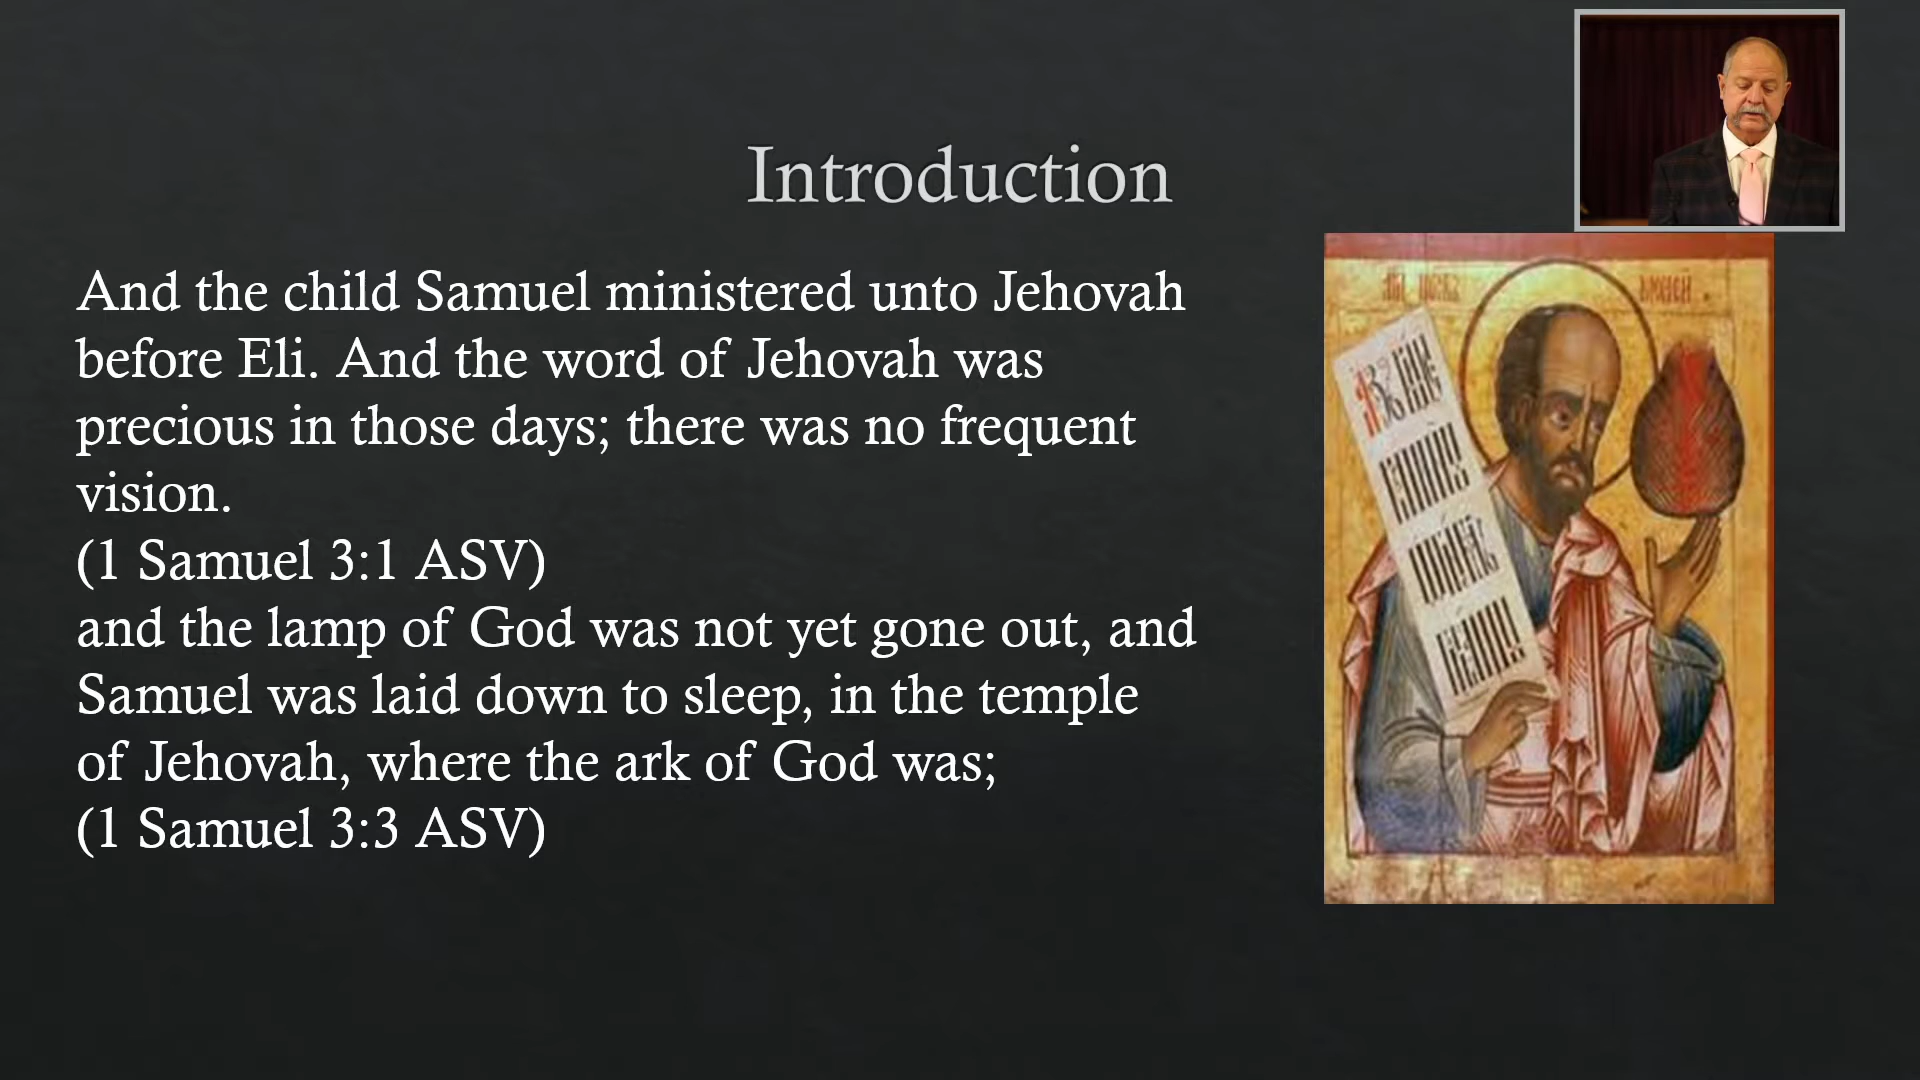 Introduction
And the child Samuel ministered unto Jehovah
before Eli. And the word of Jehovah was
precious in those days; there was no frequent
vision.
(1 Samuel 3:1 ASV)
and the lamp of God was not yet gone out, and
Samuel was laid down to sleep, in the temple
of Jehovah, where the ark of God was;
(1 Samuel 3:3 ASV)